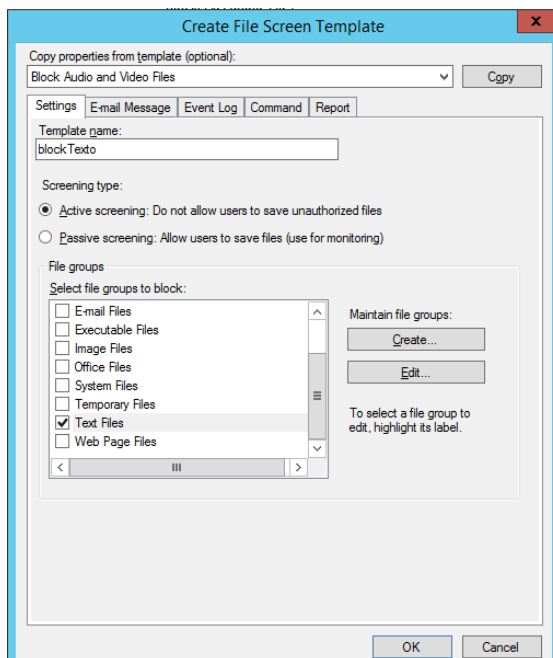 Create File Screen Template
x
Copy properties from template (optional):
Block Audio and Video Files
Copy
Settings E-mail Message Event Log Command Report
Template name:
blockTexto
Screening type:
Active screening: Do not allow users to save unauthorized files
Passive screening: Allow users to save files (use for monitoring)
File groups
Select file groups to block:
E-mail Files
Executable Files
Image Files
Office Files
System Files
Temporary Files
Text Files
Web Page Files
Maintain file groups:
Create...
Edit...
To select a file group to
edit, highlight its label.
OK Cancel